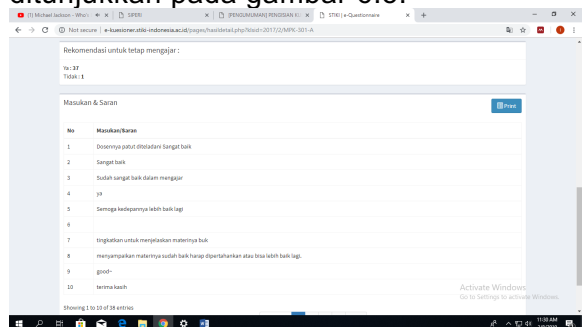 ditunjukkan pada gambar
(1) Michael Jackson - Who's
SIPERI
[PENGUMUMAN] PENGISIAN K
STIKI | e-Questionnaire
Not secure | e-kuesioner.stiki-indonesia.ac.id/pages/hasildetail.php?klsid=2017/2/MPK-301-A
Rekomendasi untuk tetap mengajar :
Ya : 37
Tidak : 1
Masukan & Saran
Print
No Masukan/Saran
1 Dosennya patut diteladani Sangat baik
2 Sangat baik
3 Sudah sangat baik dalam mengajar
4 ya
5 Semoga kedepannya lebih baik lagi
6
7 tingkatkan untuk menjelaskan materinya buk
8 menyampaikan materinya sudah baik harap dipertahankan atau bisa lebih baik lagi.
9 good~
10 terima kasih
Showing 1 to 10 of 38 entries
Activate Windows
Go to Settings to activate Windows.
11:30 AM